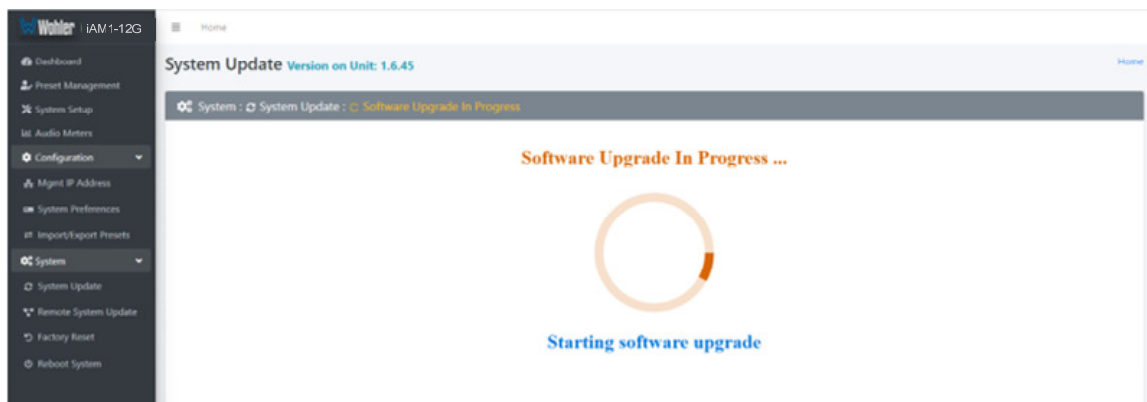 Wohler iAM1-12G
Home
Dashboard
Preset Management
System Setup
Audio Meters
Configuration
Mgmt IP Address
System Preferences
Import/Export Presets
System
System Update
Remote System Update
Factory Reset
Reboot System
System Update Version on Unit: 1.6.45
Home
System : System Update : Software Upgrade In Progress
Software Upgrade In Progress ...
Starting software upgrade